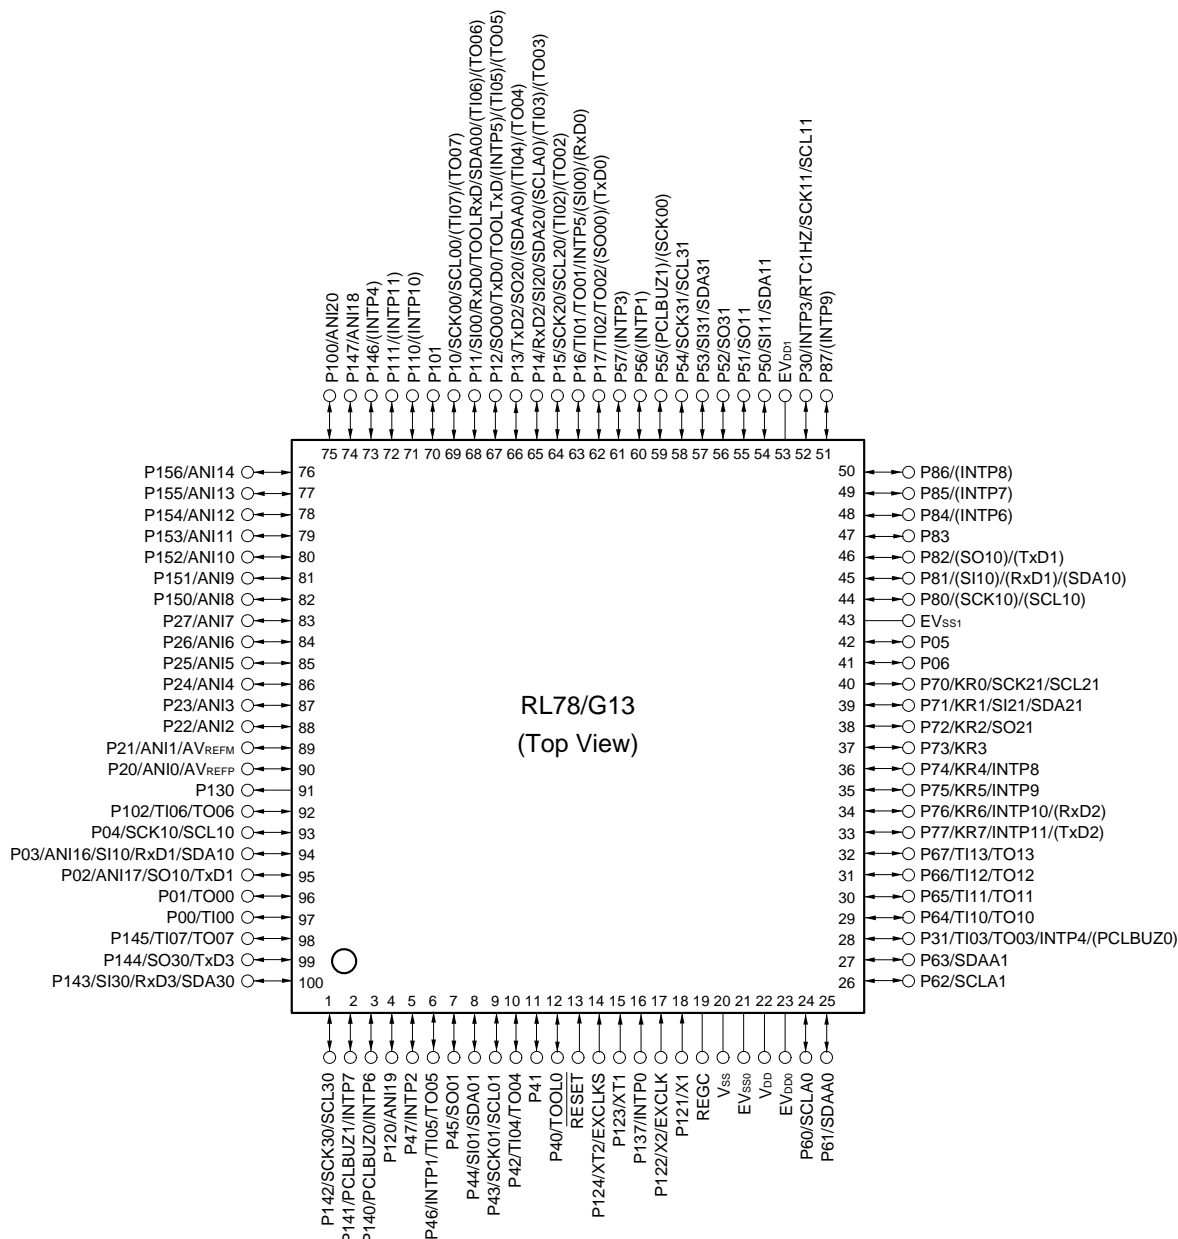 P100/ANI20
P147/ANI18
P146/(INTP4)
P111/(INTP11)
P110/(INTP10)
P101
P10/SCK00/SCL00/(TI07)/(TO07)
P11/SI00/RxD0/TOOLRxD/SDA00/(TI06)/(TO06)
P12/SO00/TxD0/TOOLTxD/(INTP5)/(TI05)/(TO05)
P13/TxD2/SO20/(SDAA0)/(TI04)/(TO04)
P14/RxD2/SI20/SDA20/(SCLA0)/(TI03)/(TO03)
P15/SCK20/SCL20/(TI02)/(TO02)
P16/TI01/TO01/INTP5/(SI00)/(RxD0)
P17/TI02/TO02/(SO00)/(TxD0)
P57/(INTP3)
P56/(INTP1)
P55/(PCLBUZ1)/(SCK00)
P54/SCK31/SCL31
P53/SI31/SDA31
P52/SO31
P51/SO11
P50/SI11/SDA11
EVDD1
P30/INTP3/RTC1HZ/SCK11/SCL11
P87/(INTP9)
75 74 73 72 71 70 69 68 67 66 65 64 63 62 61 60 59 58 57 56 55 54 53 52 51
P156/ANI14 76
P155/ANI13 77
P154/ANI12 78
P153/ANI11 79
P152/ANI10 80
P151/ANI9 81
P150/ANI8 82
P27/ANI7 83
P26/ANI6 84
P25/ANI5 85
P24/ANI4 86
P23/ANI3 87
P22/ANI2 88
P21/ANI1/AVREFM 89
P20/ANI0/AVREFP 90
P130 91
P102/TI06/TO06 92
P04/SCK10/SCL10 93
P03/ANI16/SI10/RxD1/SDA10 94
P02/ANI17/SO10/TxD1 95
P01/TO00 96
P00/TI00 97
P145/TI07/TO07 98
P144/SO30/TxD3 99
P143/SI30/RxD3/SDA30 100
RL78/G13
(Top View)
50 P86/(INTP8)
49 P85/(INTP7)
48 P84/(INTP6)
47 P83
46 P82/(SO10)/(TxD1)
45 P81/(SI10)/(RxD1)/(SDA10)
44 P80/(SCK10)/(SCL10)
43 EVSS1
42 P05
41 P06
40 P70/KR0/SCK21/SCL21
39 P71/KR1/SI21/SDA21
38 P72/KR2/SO21
37 P73/KR3
36 P74/KR4/INTP8
35 P75/KR5/INTP9
34 P76/KR6/INTP10/(RxD2)
33 P77/KR7/INTP11/(TxD2)
32 P67/TI13/TO13
31 P66/TI12/TO12
30 P65/TI11/TO11
29 P64/TI10/TO10
28 P31/TI03/TO03/INTP4/(PCLBUZ0)
27 P63/SDAA1
26 P62/SCLA1
1 2 3 4 5 6 7 8 9 10 11 12 13 14 15 16 17 18 19 20 21 22 23 24 25
P142/SCK30/SCL30
P141/PCLBUZ1/INTP7
P140/PCLBUZ0/INTP6
P120/ANI19
P47/INTP2
P46/INTP1/TI05/TO05
P45/SO01
P44/SI01/SDA01
P43/SCK01/SCL01
P42/TI04/TO04
P41
P40/TOOL0
RESET
P124/XT2/EXCLKS
P123/XT1
P137/INTP0
P122/X2/EXCLK
P121/X1
REGC
VSS
EVSS0
VDD
EVDD0
P60/SCLA0
P61/SDAA0